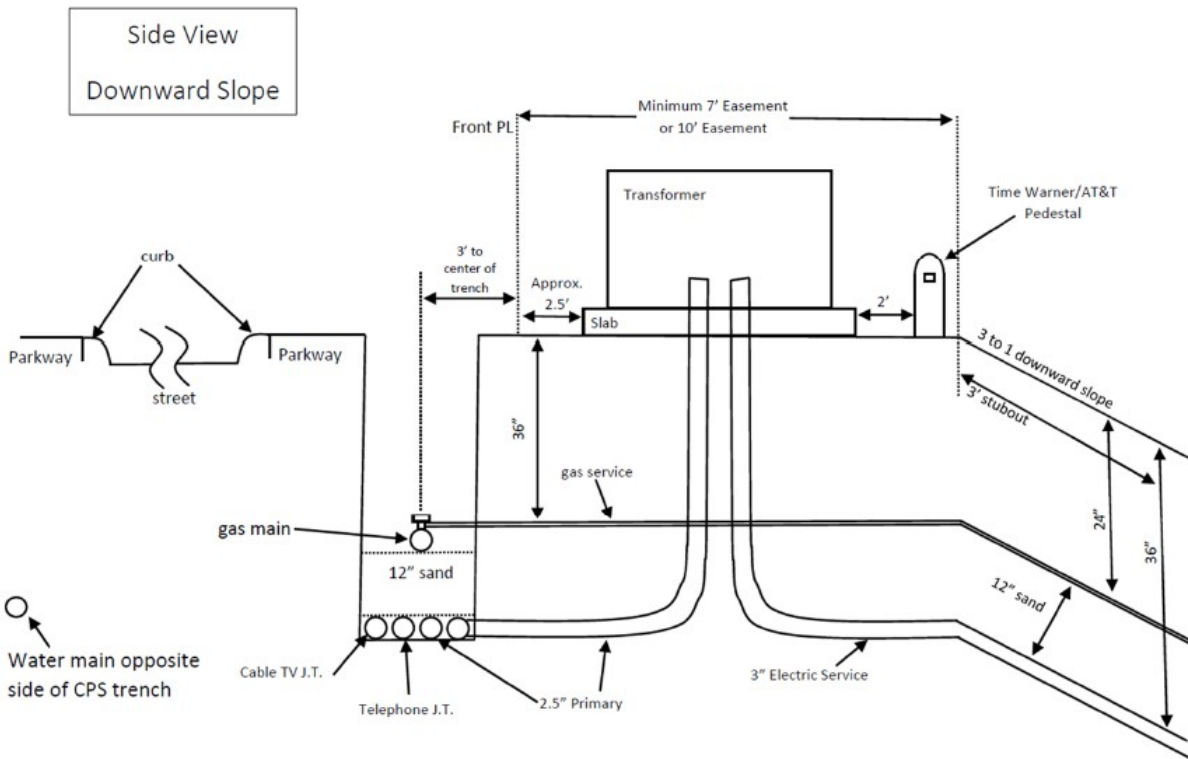 Side View
Downward Slope
Minimum 7' Easement
or 10' Easement
Front PL
Transformer
Time Warner/AT&T
Pedestal
curb
3' to
center of
trench
Approx.
2.5'
2'
Slab
Parkway
Parkway
street
3 to 1 downward slope
3' stubout
36"
gas service
24"
36"
gas main
12" sand
12" sand
Water main opposite
side of CPS trench
Cable TV J.T.
Telephone J.T.
2.5" Primary
3" Electric Service